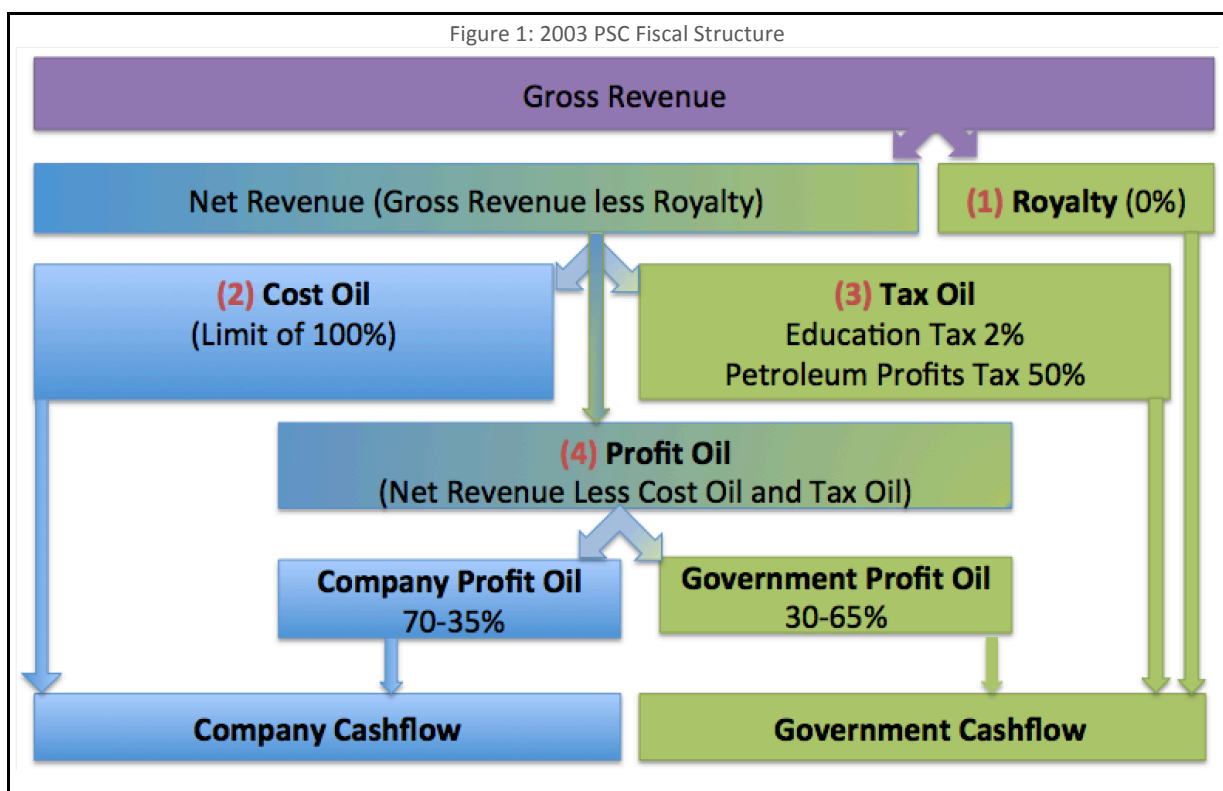 Figure 1: 2003 PSC Fiscal Structure
Gross Revenue
Net Revenue (Gross Revenue less Royalty)
(1) Royalty (0%)
(2) Cost Oil
(Limit of 100%)
(3) Tax Oil
Education Tax 2%
Petroleum Profits Tax 50%
(4) Profit Oil
(Net Revenue Less Cost Oil and Tax Oil)
Company Profit Oil
70-35%
Government Profit Oil
30-65%
Company Cashflow
Government Cashflow